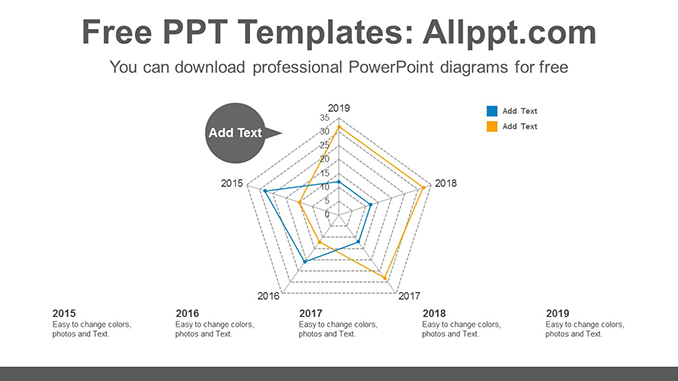 Free PPT Templates: Allppt.com
You can download professional PowerPoint diagrams for free
Add Text
2019
35
30
25
20
15
10
5
0
Add Text
Add Text
2015
2018
2016
2017
2015
Easy to change colors,
photos and Text.
2016
Easy to change colors,
photos and Text.
2017
Easy to change colors,
photos and Text.
2018
Easy to change colors,
photos and Text.
2019
Easy to change colors,
photos and Text.